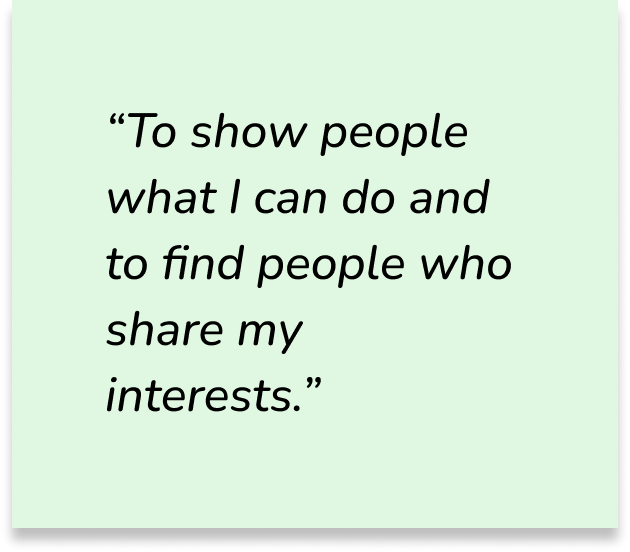 “To show people
what I can do and
to find people who
share my
interests.”